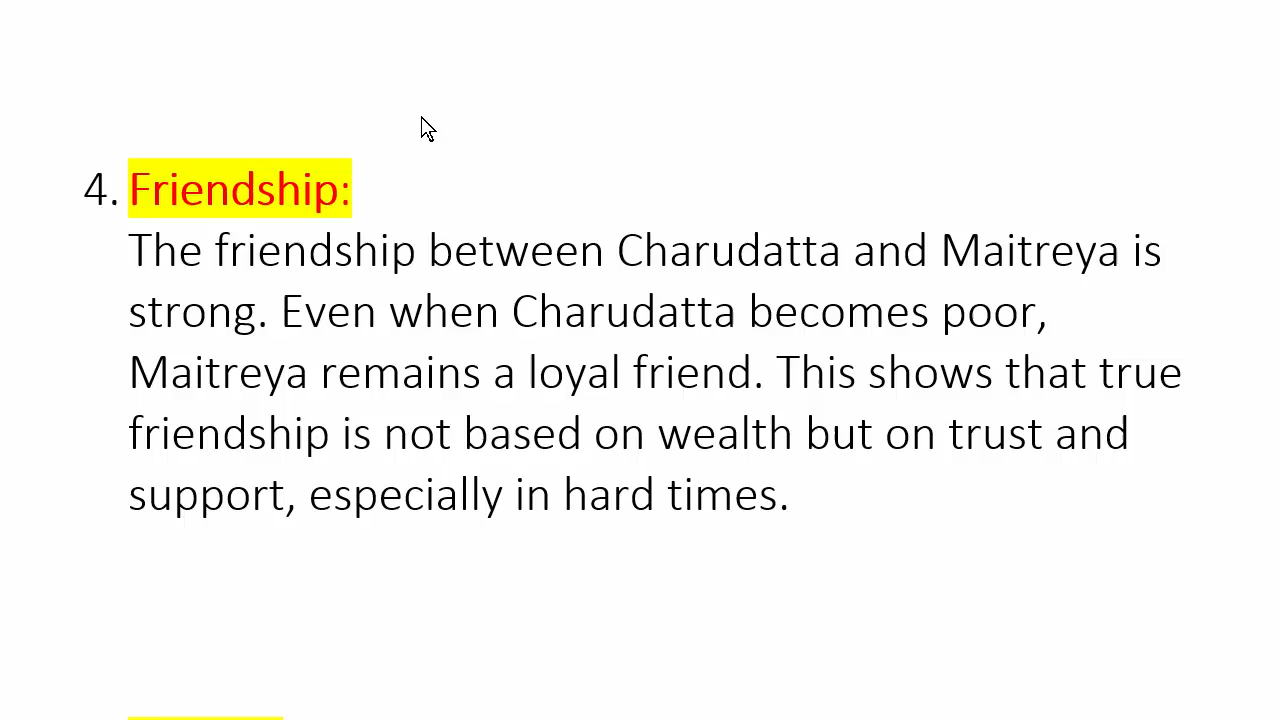 4. Friendship:
The friendship between Charudatta and Maitreya is
strong. Even when Charudatta becomes poor,
Maitreya remains a loyal friend. This shows that true
friendship is not based on wealth but on trust and
support, especially in hard times.